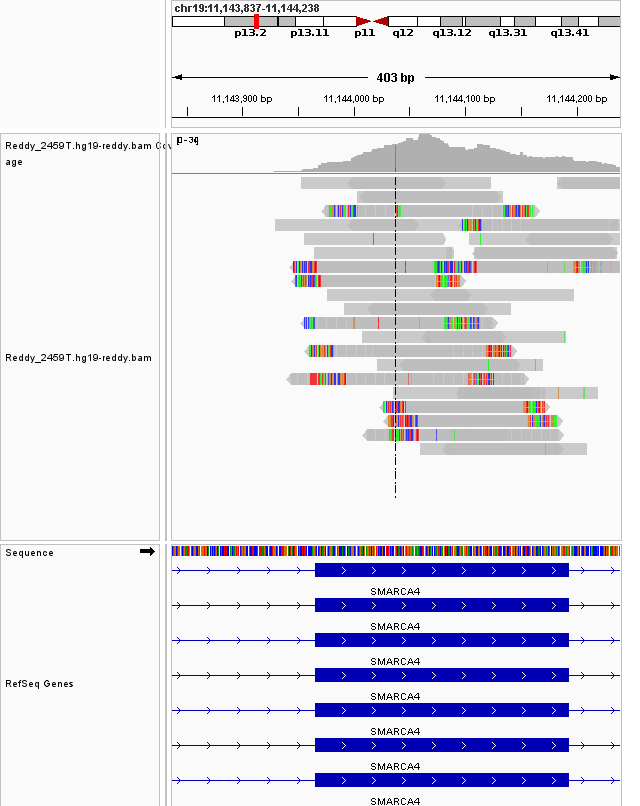 chr19:11,143,837-11,144,238
p13.2 p13.11 p11 q12 q13.12 q13.31 q13.41
403 bp
11,143,900 bp 11,144,000 bp 11,144,100 bp 11,144,200 bp
Reddy_2459T.hg19-reddy.bam Cov
age
Reddy_2459T.hg19-reddy.bam
Sequence
SMARCA4
SMARCA4
SMARCA4
RefSeq Genes
SMARCA4
SMARCA4
SMARCA4
SMARCA4